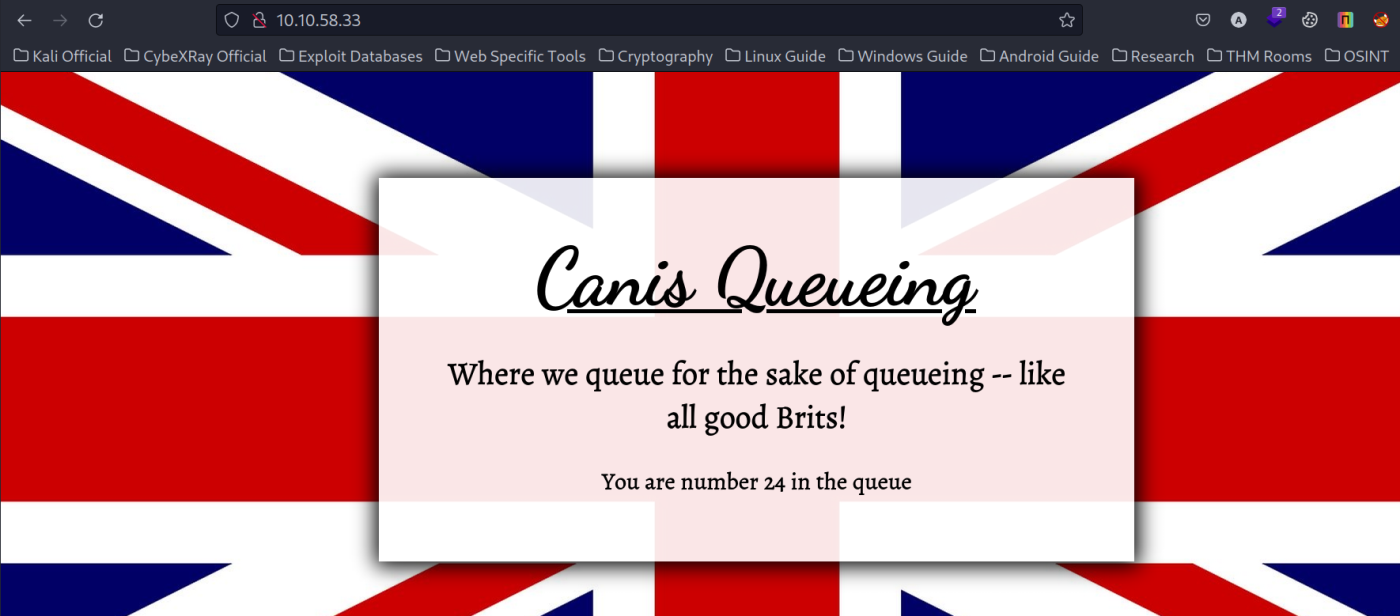 10.10.58.33
2
A
Kali Official CybeXRay Official Exploit Databases Web Specific Tools Cryptography Linux Guide Windows Guide Android Guide Research THM Rooms OSINT
Canis Queueing
Where we queue for the sake of queueing -- like
all good Brits!
You are number 24 in the queue